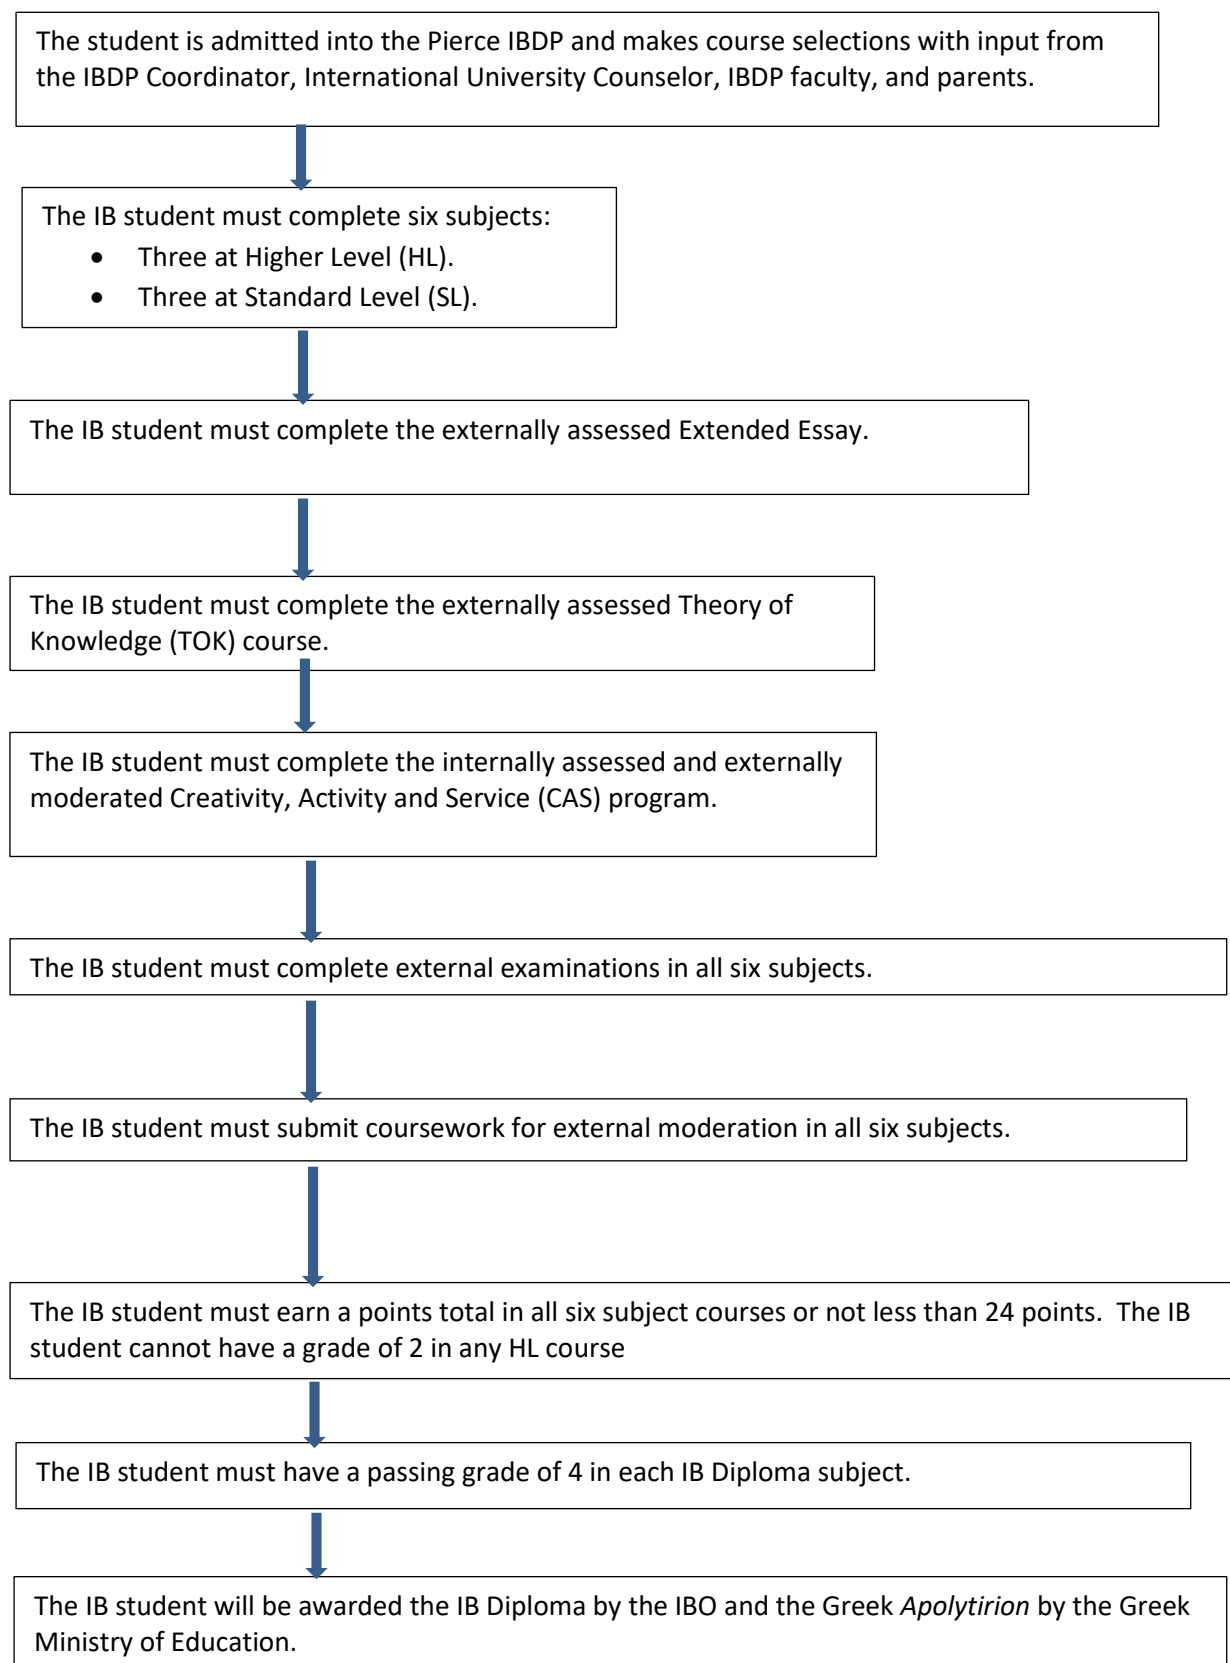 The student is admitted into the Pierce IBDP and makes course selections with input from
the IBDP Coordinator, International University Counselor, IBDP faculty, and parents.
The IB student must complete six subjects:
• Three at Higher Level (HL).
• Three at Standard Level (SL).
The IB student must complete the externally assessed Extended Essay.
The IB student must complete the externally assessed Theory of
Knowledge (TOK) course.
The IB student must complete the internally assessed and externally
moderated Creativity, Activity and Service (CAS) program.
The IB student must complete external examinations in all six subjects.
The IB student must submit coursework for external moderation in all six subjects.
The IB student must earn a points total in all six subject courses or not less than 24 points.  The IB
student cannot have a grade of 2 in any HL course
The IB student must have a passing grade of 4 in each IB Diploma subject.
The IB student will be awarded the IB Diploma by the IBO and the Greek Apolytirion by the Greek
Ministry of Education.